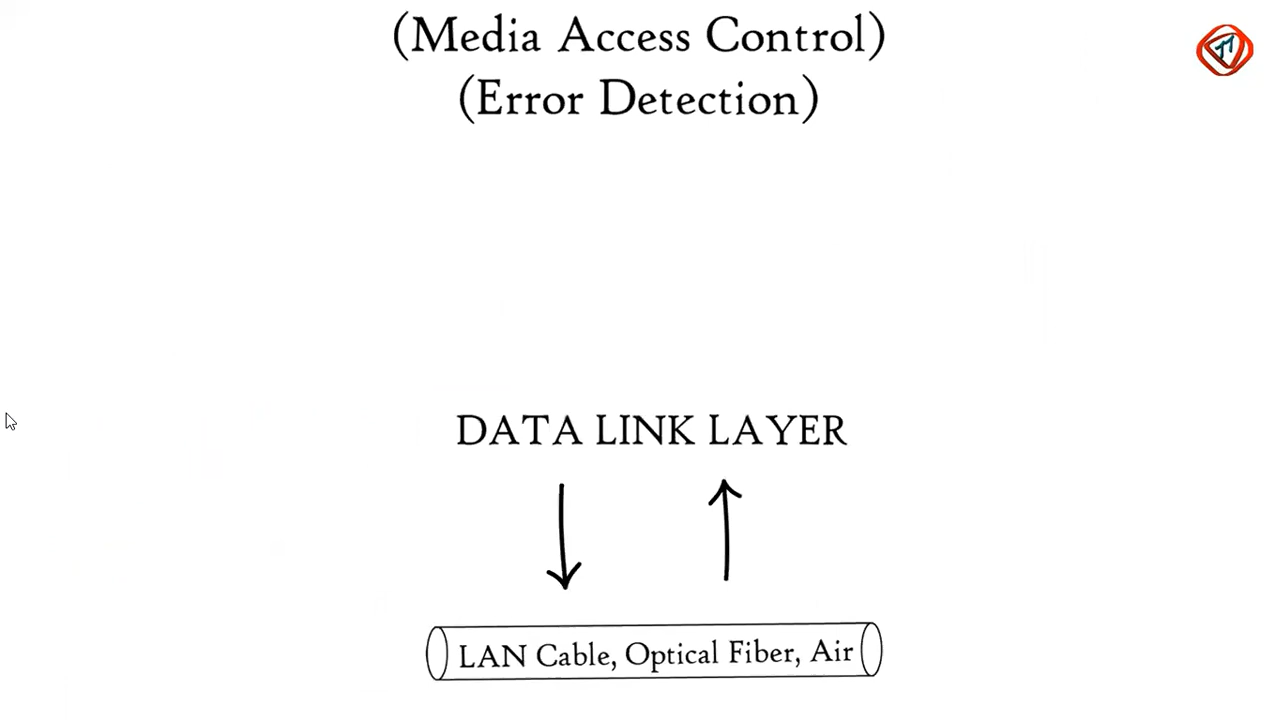 (Media Access Control)
(Error Detection)
DATA LINK LAYER
LAN Cable, Optical Fiber, Air